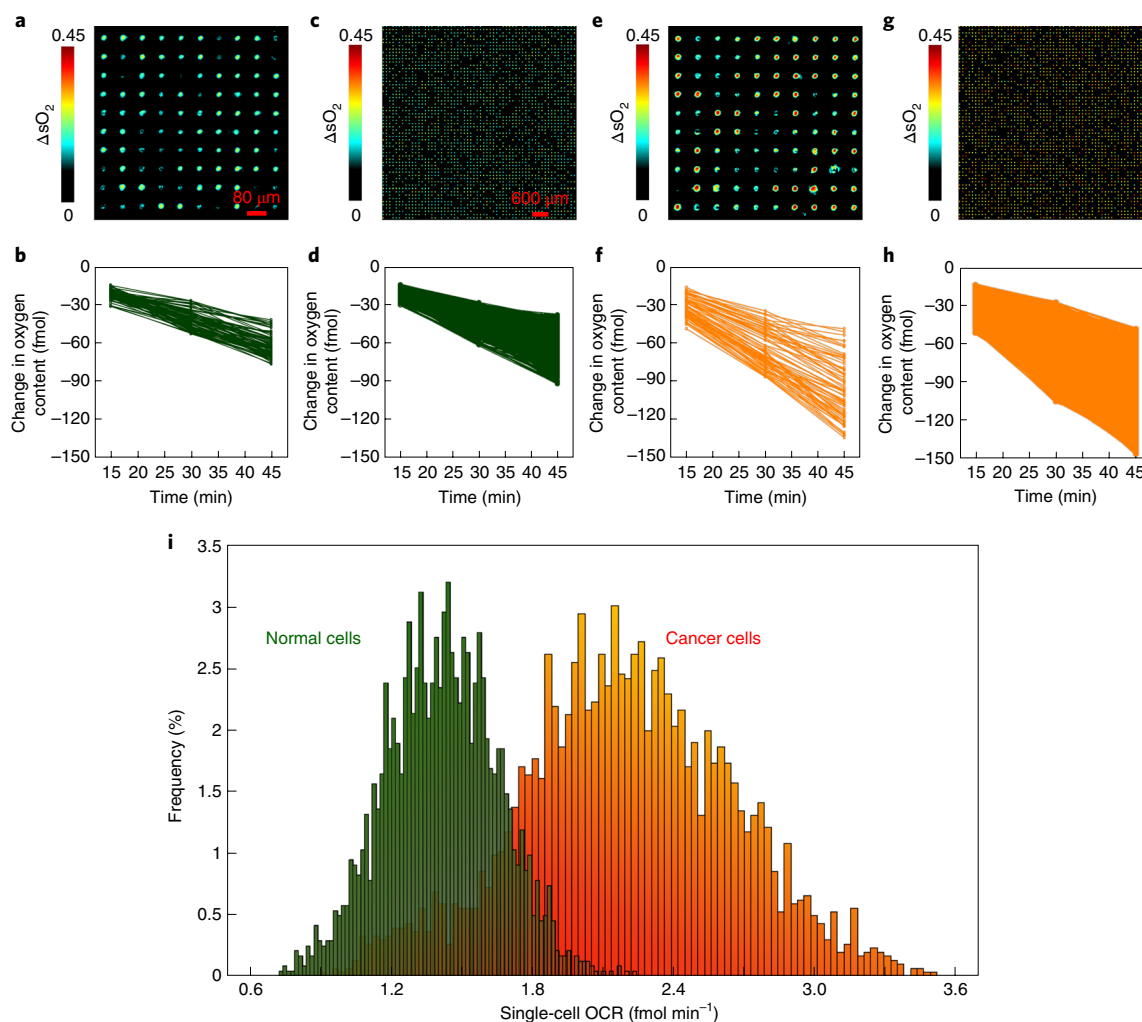 a c e g
0.45 0.45 0.45 0.45
ΔsO₂ ΔsO₂ ΔsO₂ ΔsO₂
80 μm 600 μm
0 0 0 0
b d f h
0 0 0 0
−30 −30 −30 −30
−60 −60 −60 −60
−90 −90 −90 −90
−120 −120 −120 −120
−150 −150 −150 −150
Change in oxygen content (fmol) Change in oxygen content (fmol) Change in oxygen content (fmol) Change in oxygen content (fmol)
15 20 25 30 35 40 45 15 20 25 30 35 40 45 15 20 25 30 35 40 45 15 20 25 30 35 40 45
Time (min) Time (min) Time (min) Time (min)
i
3.5
3
2.5
2
1.5
1
0.5
0
Frequency (%)
Normal cells Cancer cells
0.6 1.2 1.8 2.4 3.0 3.6
Single-cell OCR (fmol min⁻¹)